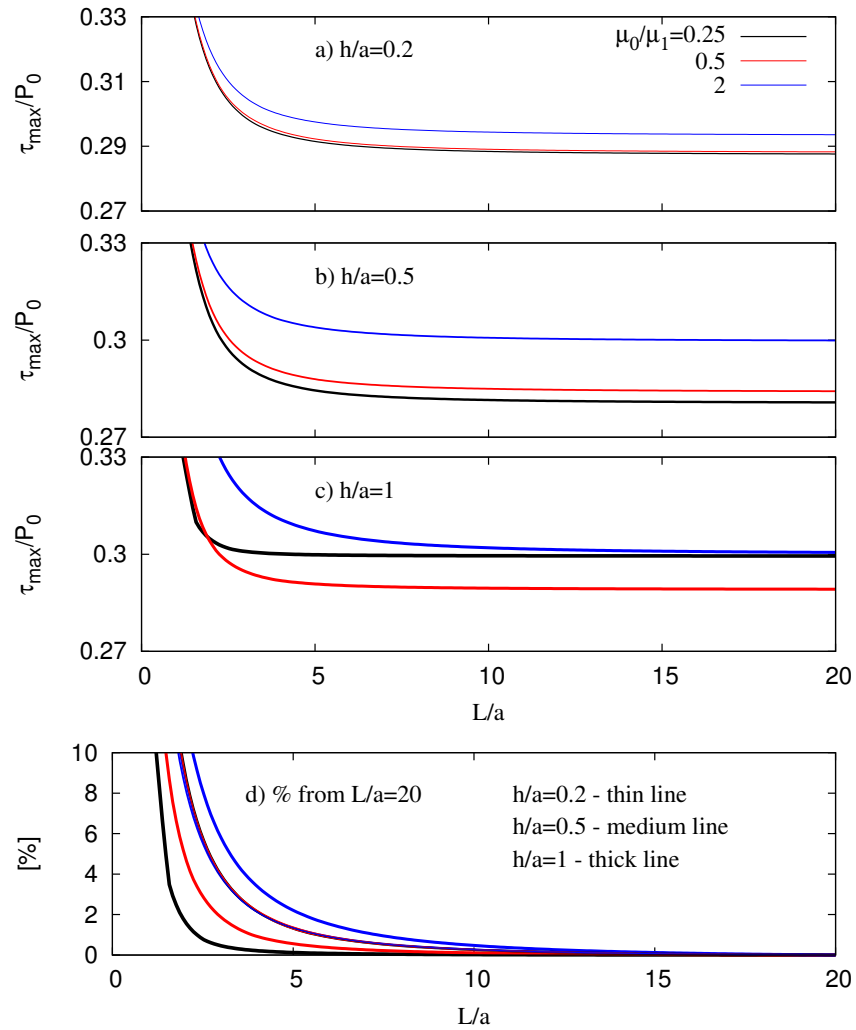 0.33
0.31
0.29
0.27
τmax/P0
a) h/a=0.2
μ0/μ1=0.25
0.5
2
0.33
0.3
0.27
τmax/P0
b) h/a=0.5
0.33
0.3
0.27
τmax/P0
c) h/a=1
0 5 10 15 20
L/a
10
8
6
4
2
0
[%]
d) % from L/a=20
h/a=0.2 - thin line
h/a=0.5 - medium line
h/a=1 - thick line
0 5 10 15 20
L/a